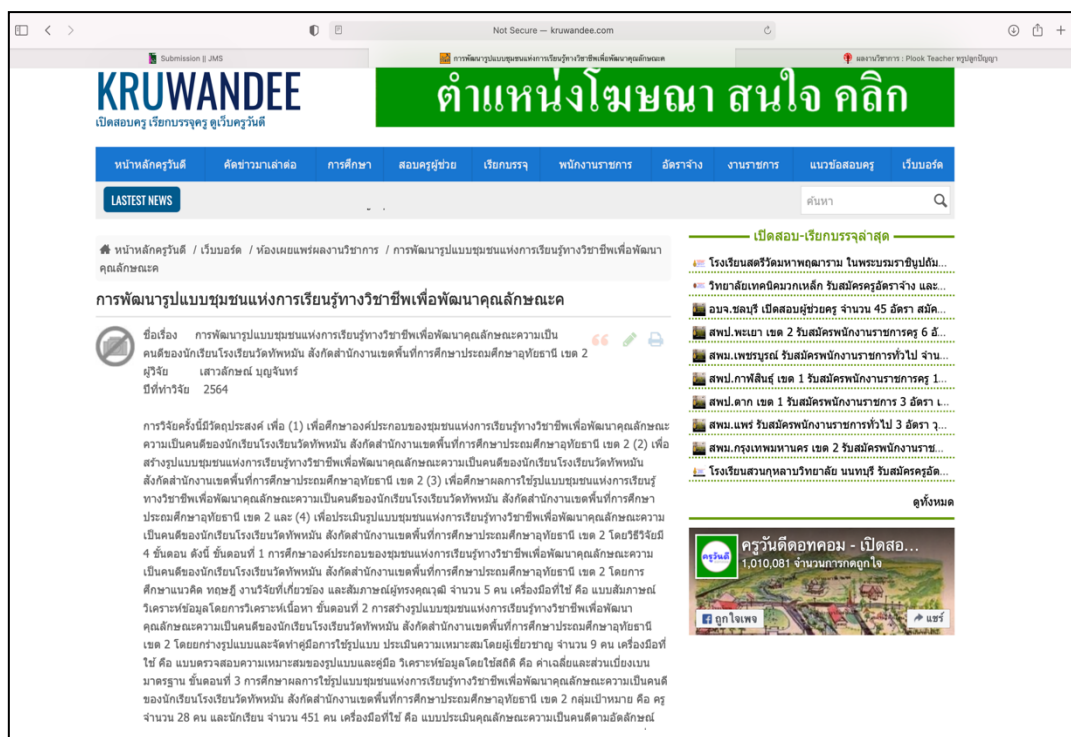 Not Secure — kruwandee.com
Submission || JMS
การพัฒนารูปแบบชุมชนแห่งการเรียนรู้ทางวิชาชีพเพื่อพัฒนาคุณลักษณะค
ผลงานวิชาการ : Plook Teacher ทรูปลูกปัญญา
KRUWANDEE
เปิดสอบครู เรียกบรรจุครู ดูเว็บครูวันดี
ตำแหน่งโฆษณา สนใจ คลิก
หน้าหลักครูวันดี คัดข่าวมาเล่าต่อ การศึกษา สอบครูผู้ช่วย เรียกบรรจุ พนักงานราชการ อัตราจ้าง งานราชการ แนวข้อสอบครู เว็บบอร์ด
LASTEST NEWS
ค้นหา
หน้าหลักครูวันดี / เว็บบอร์ด / ห้องเผยแพร่ผลงานวิชาการ / การพัฒนารูปแบบชุมชนแห่งการเรียนรู้ทางวิชาชีพเพื่อพัฒนา
คุณลักษณะค
การพัฒนารูปแบบชุมชนแห่งการเรียนรู้ทางวิชาชีพเพื่อพัฒนาคุณลักษณะค
ชื่อเรื่อง การพัฒนารูปแบบชุมชนแห่งการเรียนรู้ทางวิชาชีพเพื่อพัฒนาคุณลักษณะความเป็น
คนดีของนักเรียนโรงเรียนวัดทัพหมัน สังกัดสำนักงานเขตพื้นที่การศึกษาประถมศึกษาอุทัยธานี เขต 2
ผู้วิจัย เสาวลักษณ์ บุญจันทร์
ปีที่ทำวิจัย 2564
การวิจัยครั้งนี้มีวัตถุประสงค์ เพื่อ (1) เพื่อศึกษาองค์ประกอบของชุมชนแห่งการเรียนรู้ทางวิชาชีพเพื่อพัฒนาคุณลักษณะ
ความเป็นคนดีของนักเรียนโรงเรียนวัดทัพหมัน สังกัดสำนักงานเขตพื้นที่การศึกษาประถมศึกษาอุทัยธานี เขต 2 (2) เพื่อ
สร้างรูปแบบชุมชนแห่งการเรียนรู้ทางวิชาชีพเพื่อพัฒนาคุณลักษณะความเป็นคนดีของนักเรียนโรงเรียนวัดทัพหมัน
สังกัดสำนักงานเขตพื้นที่การศึกษาประถมศึกษาอุทัยธานี เขต 2 (3) เพื่อศึกษาผลการใช้รูปแบบชุมชนแห่งการเรียนรู้
ทางวิชาชีพเพื่อพัฒนาคุณลักษณะความเป็นคนดีของนักเรียนโรงเรียนวัดทัพหมัน สังกัดสำนักงานเขตพื้นที่การศึกษา
ประถมศึกษาอุทัยธานี เขต 2 และ (4) เพื่อประเมินรูปแบบชุมชนแห่งการเรียนรู้ทางวิชาชีพเพื่อพัฒนาคุณลักษณะความ
เป็นคนดีของนักเรียนโรงเรียนวัดทัพหมัน สังกัดสำนักงานเขตพื้นที่การศึกษาประถมศึกษาอุทัยธานี เขต 2 โดยวิธีวิจัยมี
4 ขั้นตอน ดังนี้ ขั้นตอนที่ 1 การศึกษาองค์ประกอบของชุมชนแห่งการเรียนรู้ทางวิชาชีพเพื่อพัฒนาคุณลักษณะความ
เป็นคนดีของนักเรียนโรงเรียนวัดทัพหมัน สังกัดสำนักงานเขตพื้นที่การศึกษาประถมศึกษาอุทัยธานี เขต 2 โดยการ
ศึกษาแนวคิด ทฤษฎี งานวิจัยที่เกี่ยวข้อง และสัมภาษณ์ผู้ทรงคุณวุฒิ จำนวน 5 คน เครื่องมือที่ใช้ คือ แบบสัมภาษณ์
วิเคราะห์ข้อมูลโดยการวิเคราะห์เนื้อหา ขั้นตอนที่ 2 การสร้างรูปแบบชุมชนแห่งการเรียนรู้ทางวิชาชีพเพื่อพัฒนา
คุณลักษณะความเป็นคนดีของนักเรียนโรงเรียนวัดทัพหมัน สังกัดสำนักงานเขตพื้นที่การศึกษาประถมศึกษาอุทัยธานี
เขต 2 โดยยกร่างรูปแบบและจัดทำคู่มือการใช้รูปแบบ ประเมินความเหมาะสมโดยผู้เชี่ยวชาญ จำนวน 9 คน เครื่องมือที่
ใช้ คือ แบบตรวจสอบความเหมาะสมของรูปแบบและคู่มือ วิเคราะห์ข้อมูลโดยใช้สถิติ คือ ค่าเฉลี่ยและส่วนเบี่ยงเบน
มาตรฐาน ขั้นตอนที่ 3 การศึกษาผลการใช้รูปแบบชุมชนแห่งการเรียนรู้ทางวิชาชีพเพื่อพัฒนาคุณลักษณะความเป็นคนดี
ของนักเรียนโรงเรียนวัดทัพหมัน สังกัดสำนักงานเขตพื้นที่การศึกษาประถมศึกษาอุทัยธานี เขต 2 กลุ่มเป้าหมาย คือ ครู
จำนวน 28 คน และนักเรียน จำนวน 451 คน เครื่องมือที่ใช้ คือ แบบประเมินคุณลักษณะความเป็นคนดีตามอัตลักษณ์
เปิดสอบ-เรียกบรรจุล่าสุด
โรงเรียนสตรีวัดมหาพฤฒาราม ในพระบรมราชินูปถัม...
วิทยาลัยเทคนิคมวกเหล็ก รับสมัครครูอัตราจ้าง และ...
อบจ.ชลบุรี เปิดสอบผู้ช่วยครู จำนวน 45 อัตรา สมัค...
สพป.พะเยา เขต 2 รับสมัครพนักงานราชการครู 6 อั...
สพม.เพชรบูรณ์ รับสมัครพนักงานราชการทั่วไป จำน...
สพป.กาฬสินธุ์ เขต 1 รับสมัครพนักงานราชการครู 1...
สพป.ตาก เขต 1 รับสมัครพนักงานราชการ 3 อัตรา เ...
สพม.แพร่ รับสมัครพนักงานราชการทั่วไป 3 อัตรา ว...
สพม.กรุงเทพมหานคร เขต 2 รับสมัครพนักงานราช...
โรงเรียนสวนกุหลาบวิทยาลัย นนทบุรี รับสมัครครูอัต...
ดูทั้งหมด
ครูวันดี
ครูวันดีดอทคอม - เปิดสอ...
1,010,081 จำนวนการกดถูกใจ
ถูกใจเพจ
แชร์